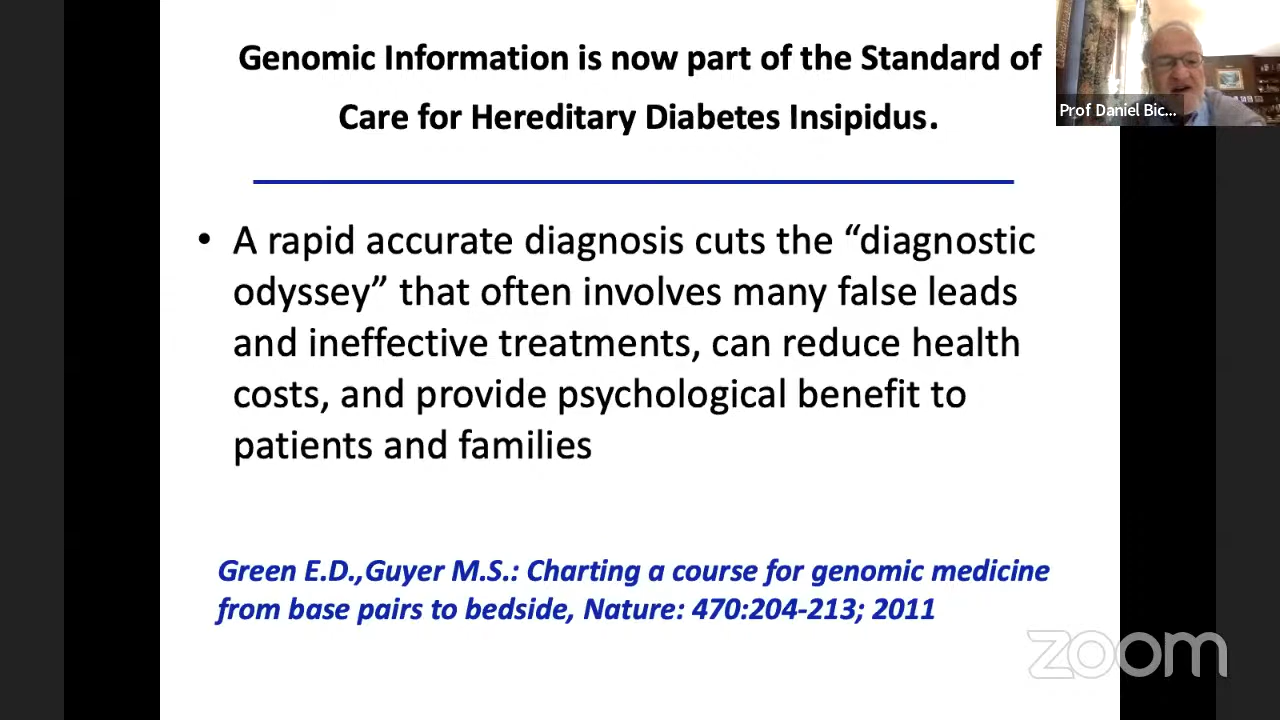 Genomic Information is now part of the Standard of
Care for Hereditary Diabetes Insipidus.
Prof Daniel Bic...
• A rapid accurate diagnosis cuts the “diagnostic
odyssey” that often involves many false leads
and ineffective treatments, can reduce health
costs, and provide psychological benefit to
patients and families
Green E.D.,Guyer M.S.: Charting a course for genomic medicine
from base pairs to bedside, Nature: 470:204-213; 2011
zoom